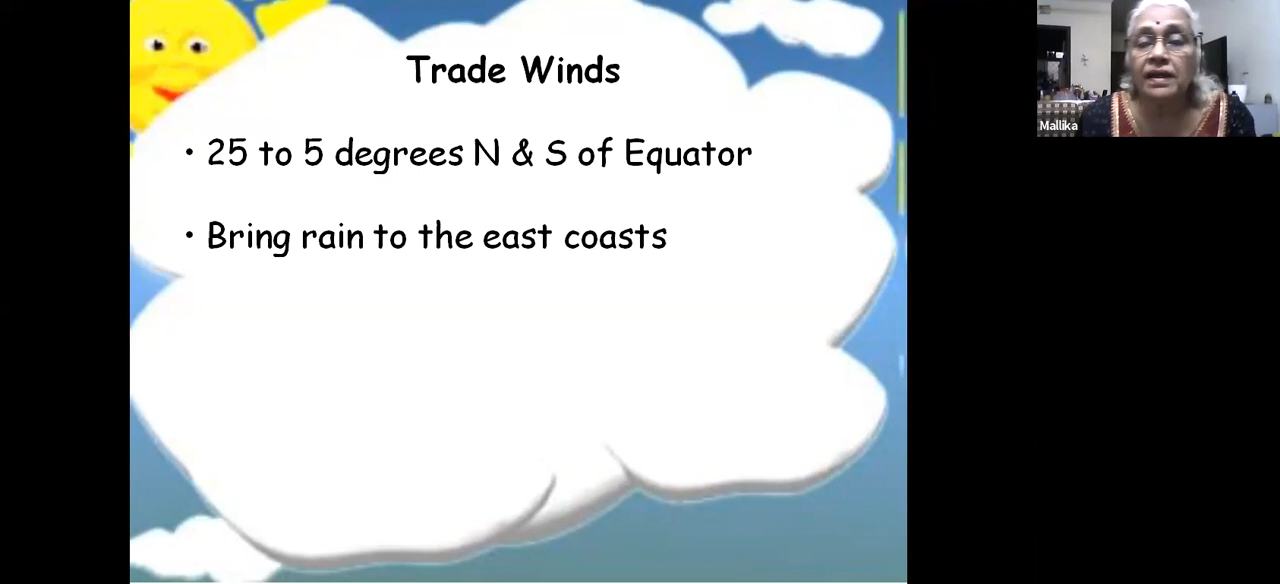 Trade Winds
• 25 to 5 degrees N & S of Equator
• Bring rain to the east coasts
Mallika